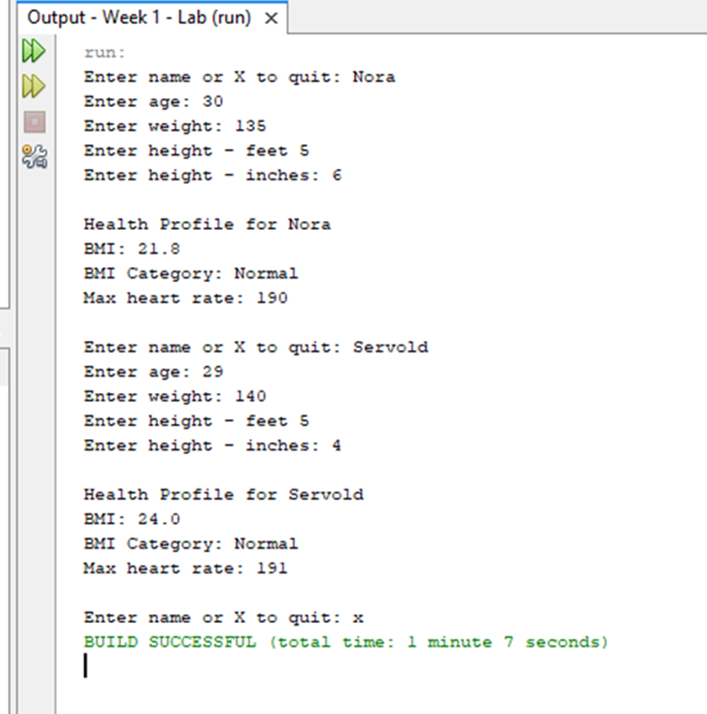 Output - Week 1 - Lab (run) ×
run:
Enter name or X to quit: Nora
Enter age: 30
Enter weight: 135
Enter height - feet 5
Enter height - inches: 6
Health Profile for Nora
BMI: 21.8
BMI Category: Normal
Max heart rate: 190
Enter name or X to quit: Servold
Enter age: 29
Enter weight: 140
Enter height - feet 5
Enter height - inches: 4
Health Profile for Servold
BMI: 24.0
BMI Category: Normal
Max heart rate: 191
Enter name or X to quit: x
BUILD SUCCESSFUL (total time: 1 minute 7 seconds)